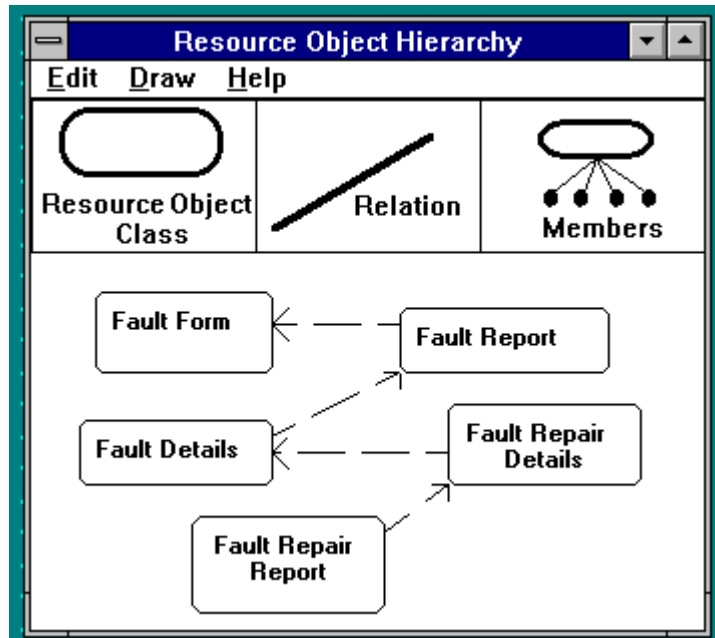 Resource Object Hierarchy
Edit Draw Help
Resource Object
Class
Relation
Members
Fault Form
Fault Report
Fault Details
Fault Repair
Details
Fault Repair
Report